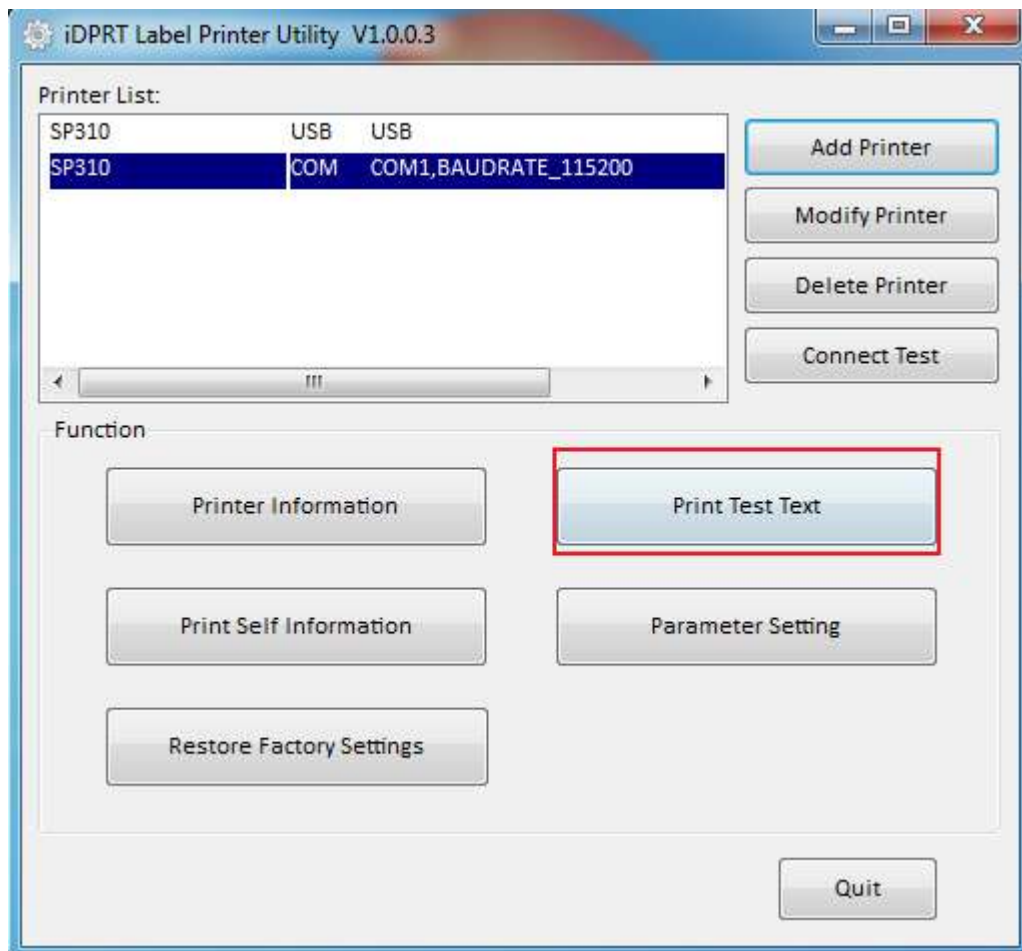 iDPRT Label Printer Utility V1.0.0.3
Printer List:
SP310 USB USB
SP310 COM COM1,BAUDRATE_115200
Add Printer
Modify Printer
Delete Printer
Connect Test
Function
Printer Information
Print Test Text
Print Self Information
Parameter Setting
Restore Factory Settings
Quit